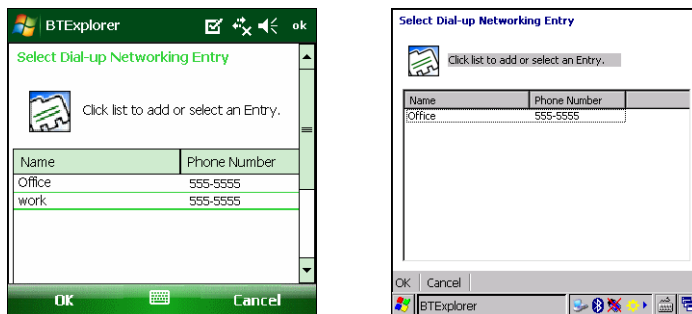 BTExplorer
ok
Select Dial-up Networking Entry
Click list to add or select an Entry.
Name Phone Number
Office 555-5555
work 555-5555
OK Cancel
Select Dial-up Networking Entry
Click list to add or select an Entry.
Name Phone Number
Office 555-5555
OK Cancel
BTExplorer